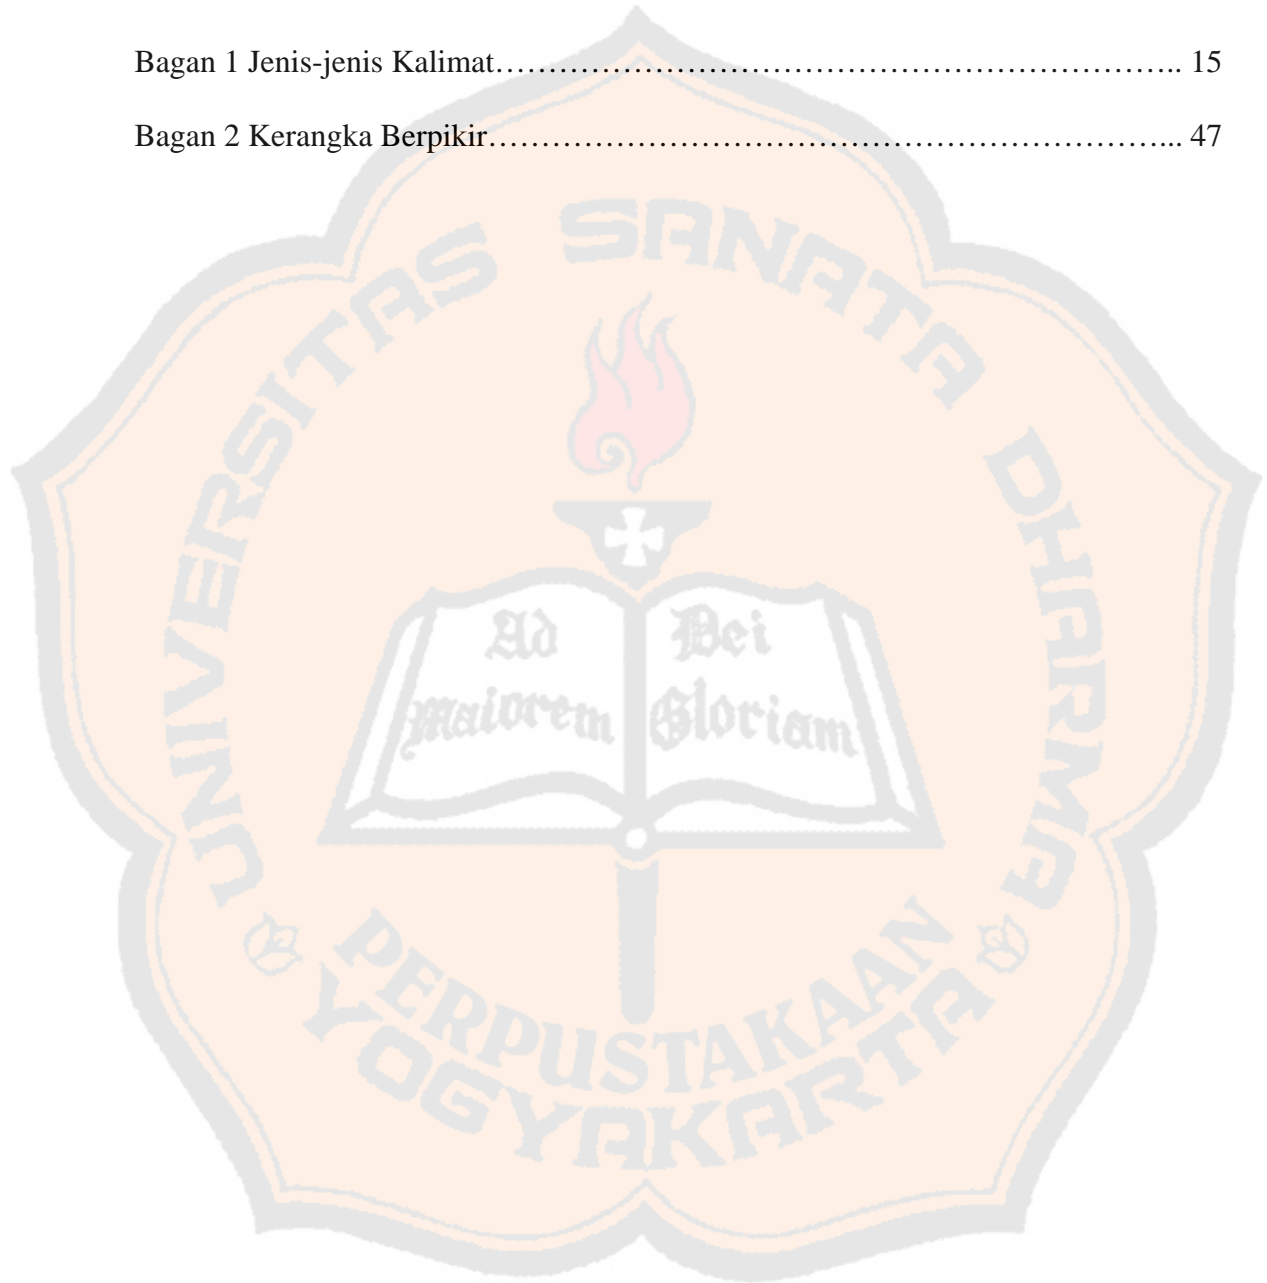 Bagan 1 Jenis-jenis Kalimat……………………………………………………….. 15
Bagan 2 Kerangka Berpikir………………………………………………………... 47
UNIVERSITAS SANATA DHARMA
Ad Dei
maiorem Gloriam
PERPUSTAKAAN
YOGYAKARTA